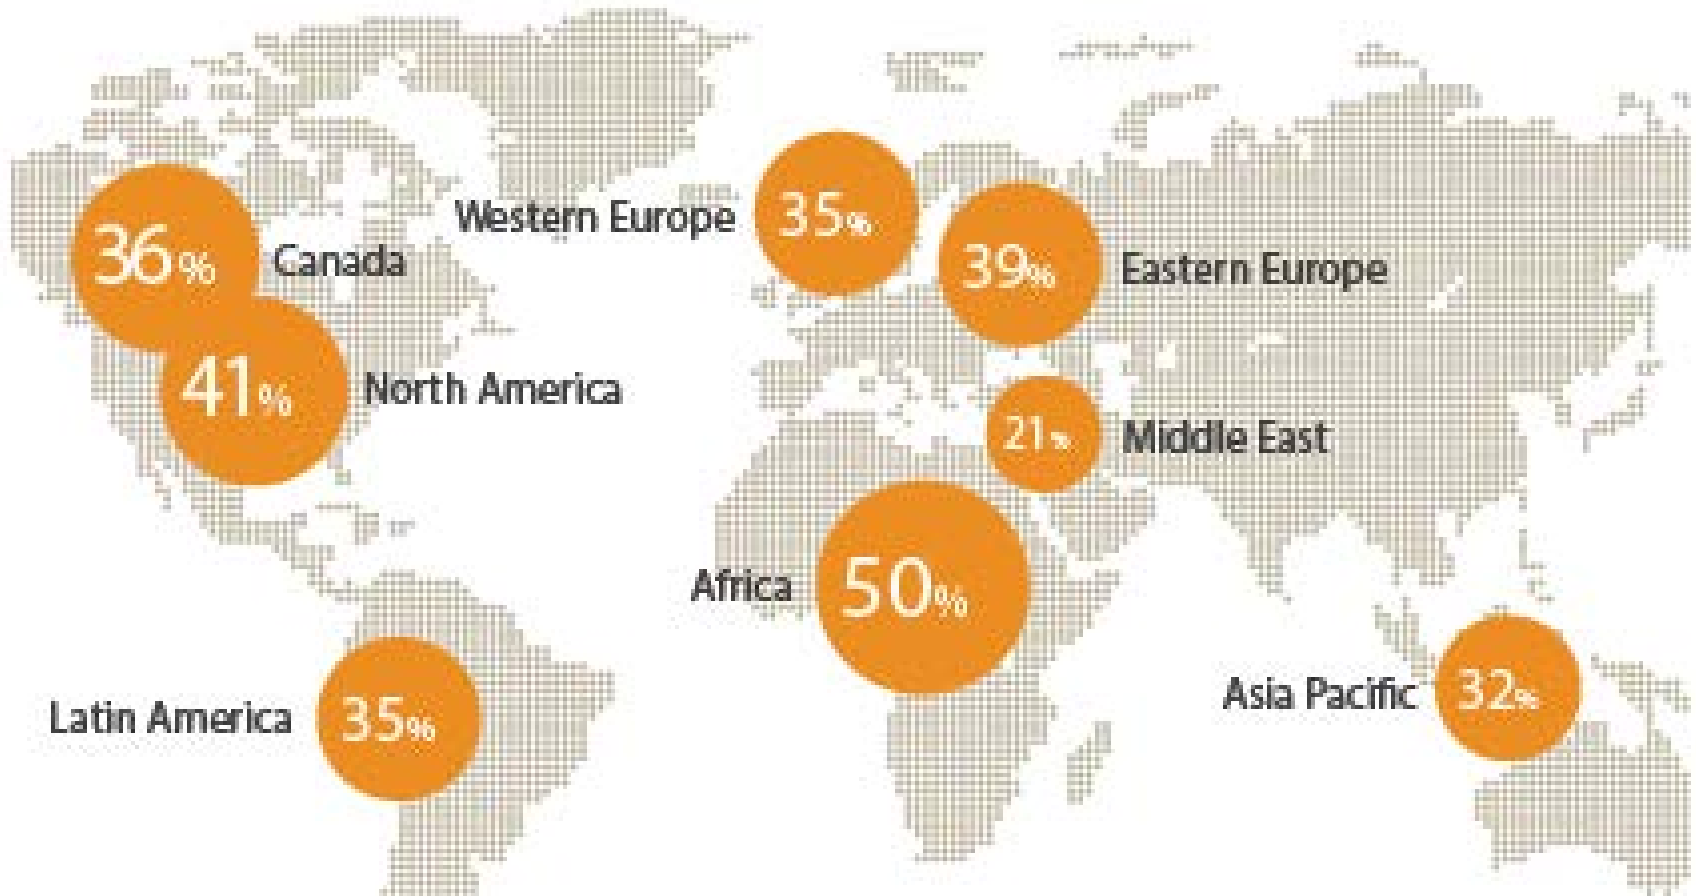 Western Europe
35%
36%
Canada
39%
Eastern Europe
41%
North America
21%
Middle East
Africa
50%
Latin America
35%
Asia Pacific
32%